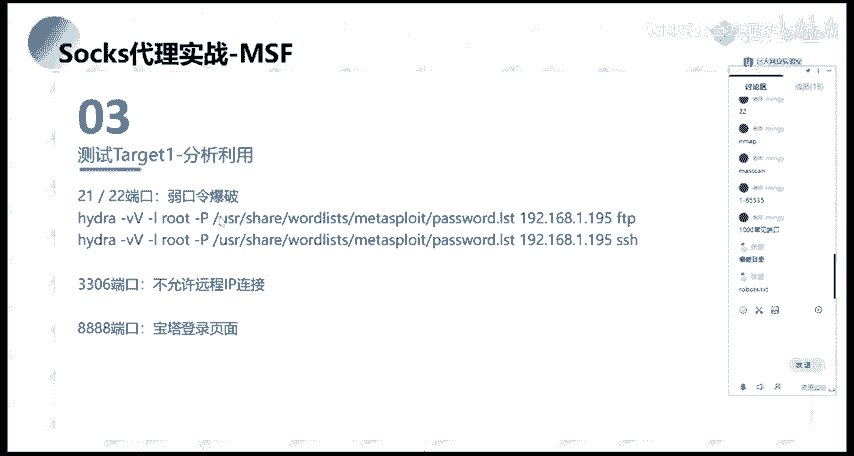 Socks代理实战-MSF
03
测试Target1-分析利用
21 / 22端口：弱口令爆破
hydra -vV -l root -P /usr/share/wordlists/metasploit/password.lst 192.168.1.195 ftp
hydra -vV -l root -P /usr/share/wordlists/metasploit/password.lst 192.168.1.195 ssh
3306端口：不允许远程IP连接
8888端口：宝塔登录页面
讨论区
mingy
22
mingy
nmap
mingy
masscan
mingy
1-65535
mingy
1000常见端口
爆破目录
robots.txt
发送